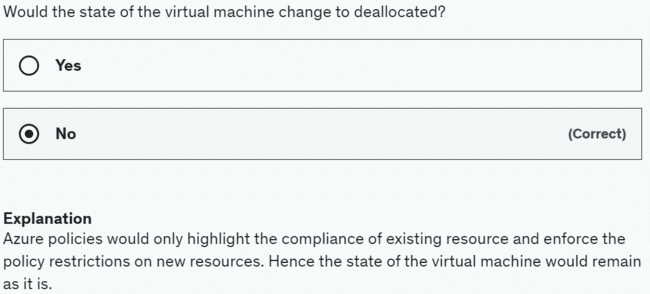 Would the state of the virtual machine change to deallocated?
Yes
No
(Correct)
Explanation
Azure policies would only highlight the compliance of existing resource and enforce the
policy restrictions on new resources. Hence the state of the virtual machine would remain
as it is.